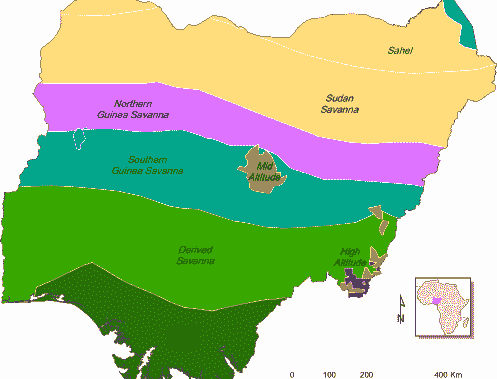 Sahel
Sudan
Savanna
Northern
Guinea Savanna
Southern
Guinea Savanna
Mid
Altitude
Derived
Savanna
High
Altitude
N
0 100 200 400 Km